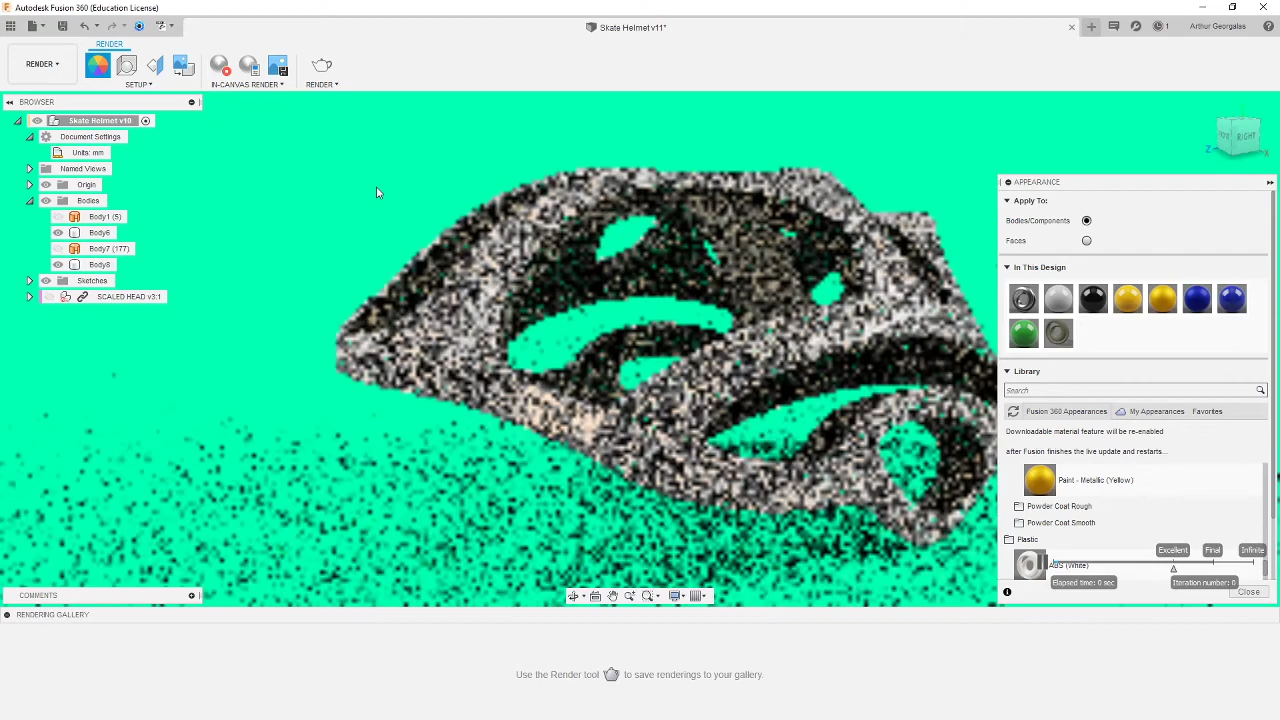 Autodesk Fusion 360 (Education License)
Skate Helmet v11*
1
Arthur Georgalas
RENDER
RENDER
SETUP
IN-CANVAS RENDER
RENDER
BROWSER
Skate Helmet v10
Document Settings
Units: mm
Named Views
Origin
Bodies
Body1 (5)
Body6
Body7 (177)
Body8
Sketches
SCALED HEAD v3:1
RIGHT
Z
X
APPEARANCE
Apply To:
Bodies/Components
Faces
In This Design
Library
Search
Fusion 360 Appearances
My Appearances
Favorites
Downloadable material feature will be re-enabled
after Fusion finishes the live update and restarts...
Paint - Metallic (Yellow)
Powder Coat Rough
Powder Coat Smooth
Plastic
Excellent
Final
Infinite
ABS (White)
Elapsed time: 0 sec
Iteration number: 0
Close
COMMENTS
RENDERING GALLERY
Use the Render tool to save renderings to your gallery.